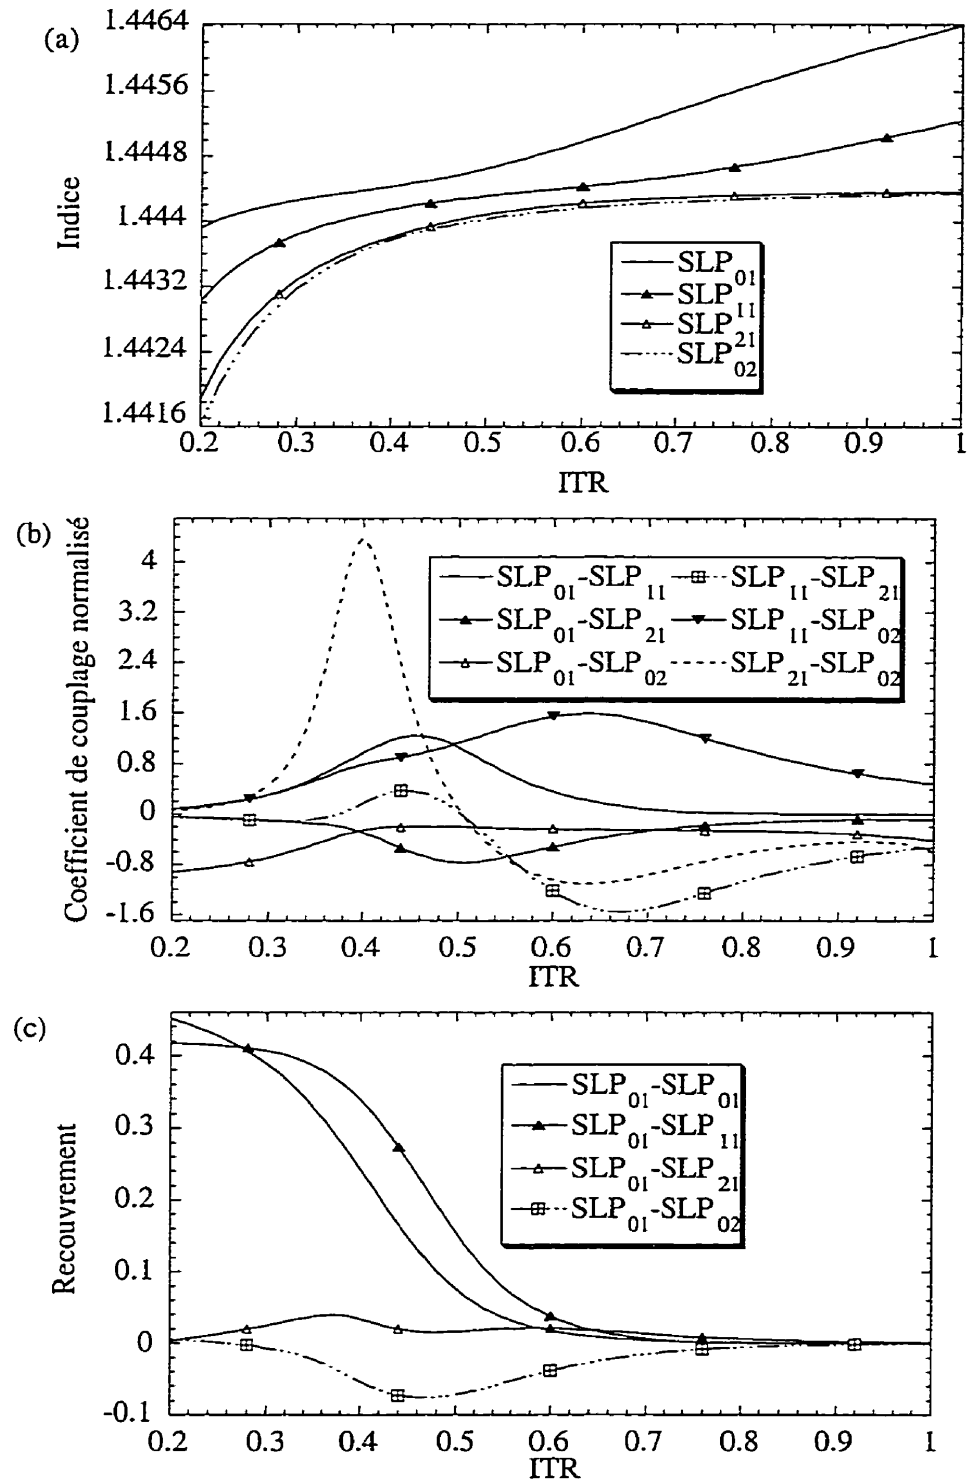 (a)
1.4464
1.4456
1.4448
1.444
1.4432
1.4424
1.4416
Indice
SLP01
SLP11
SLP21
SLP02
0.2 0.3 0.4 0.5 0.6 0.7 0.8 0.9 1
ITR
(b)
4
3.2
2.4
1.6
0.8
0
-0.8
-1.6
Coefficient de couplage normalisé
SLP01-SLP11 SLP11-SLP21
SLP01-SLP21 SLP11-SLP02
SLP01-SLP02 SLP21-SLP02
0.2 0.3 0.4 0.5 0.6 0.7 0.8 0.9 1
ITR
(c)
0.4
0.3
0.2
0.1
0
-0.1
Recouvrement
SLP01-SLP01
SLP01-SLP11
SLP01-SLP21
SLP01-SLP02
0.2 0.3 0.4 0.5 0.6 0.7 0.8 0.9 1
ITR